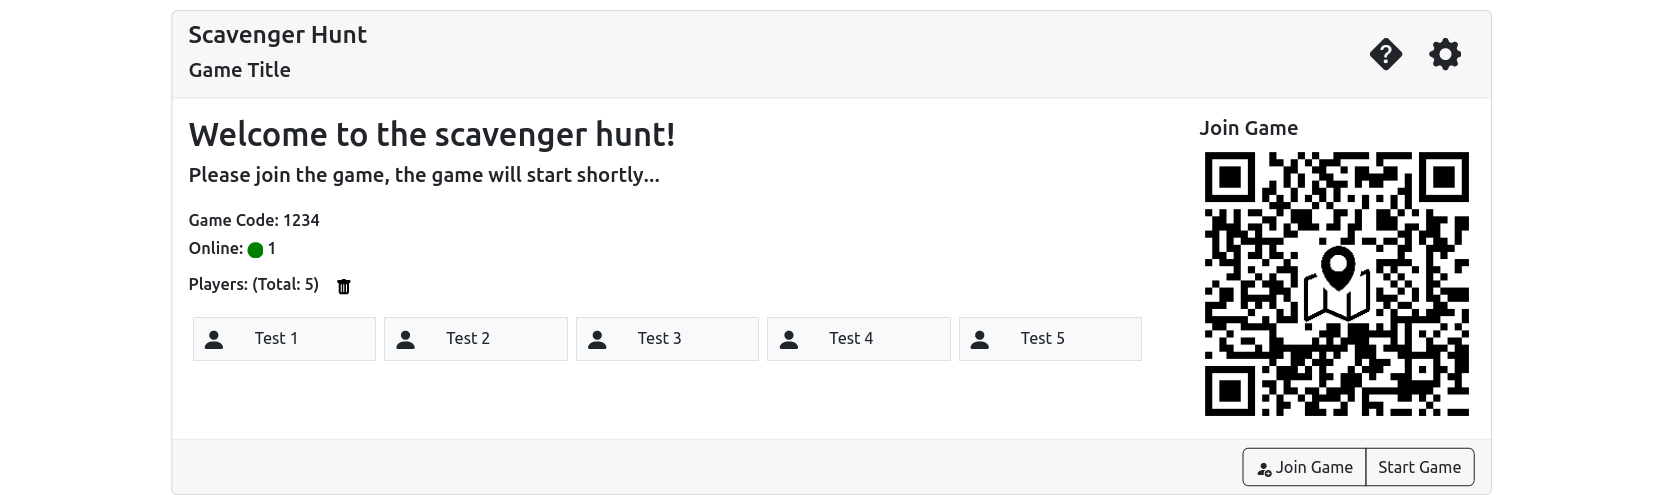 Scavenger Hunt
Game Title
Welcome to the scavenger hunt!
Please join the game, the game will start shortly...
Game Code: 1234
Online: 1
Players: (Total: 5)
Test 1
Test 2
Test 3
Test 4
Test 5
Join Game
Join Game
Start Game